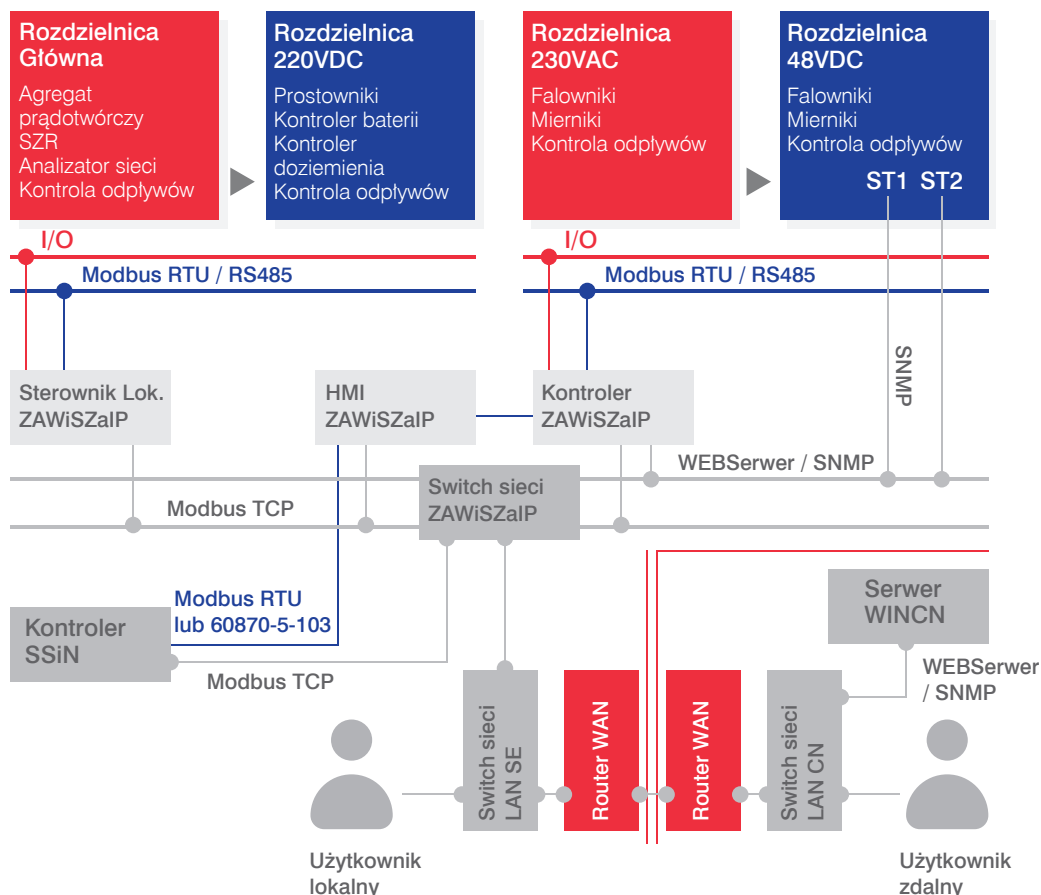 Rozdzielnica
Główna
Agregat
prądotwórczy
SZR
Analizator sieci
Kontrola odpływów
Rozdzielnica
220VDC
Prostowniki
Kontroler baterii
Kontroler
doziemienia
Kontrola odpływów
Rozdzielnica
230VAC
Falowniki
Mierniki
Kontrola odpływów
Rozdzielnica
48VDC
Falowniki
Mierniki
Kontrola odpływów
ST1 ST2
I/O
Modbus RTU / RS485
I/O
Modbus RTU / RS485
SNMP
Sterownik Lok.
ZAWiSZaIP
HMI
ZAWiSZaIP
Kontroler
ZAWiSZaIP
WEBSerwer / SNMP
Switch sieci
ZAWiSZaIP
Modbus TCP
Modbus RTU
lub 60870-5-103
Kontroler
SSiN
Modbus TCP
Serwer
WINCN
WEBSerwer
/ SNMP
Switch sieci
LAN SE
Router WAN
Router WAN
Switch sieci
LAN CN
Użytkownik
lokalny
Użytkownik
zdalny